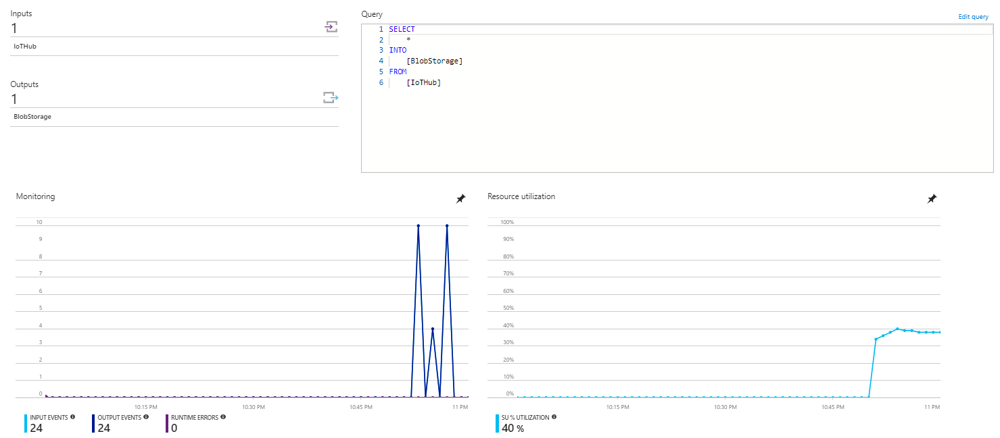 Inputs
1
IoTHub
Outputs
1
BlobStorage
Query
Edit query
1 SELECT
2 *
3 INTO
4 [BlobStorage]
5 FROM
6 [IoTHub]
Monitoring
10
9
8
7
6
5
4
3
2
1
0
10:15 PM 10:30 PM 10:45 PM 11 PM
INPUT EVENTS
24
OUTPUT EVENTS
24
RUNTIME ERRORS
0
Resource utilization
100%
90%
80%
70%
60%
50%
40%
30%
20%
10%
0%
10:15 PM 10:30 PM 10:45 PM 11 PM
SU % UTILIZATION
40 %